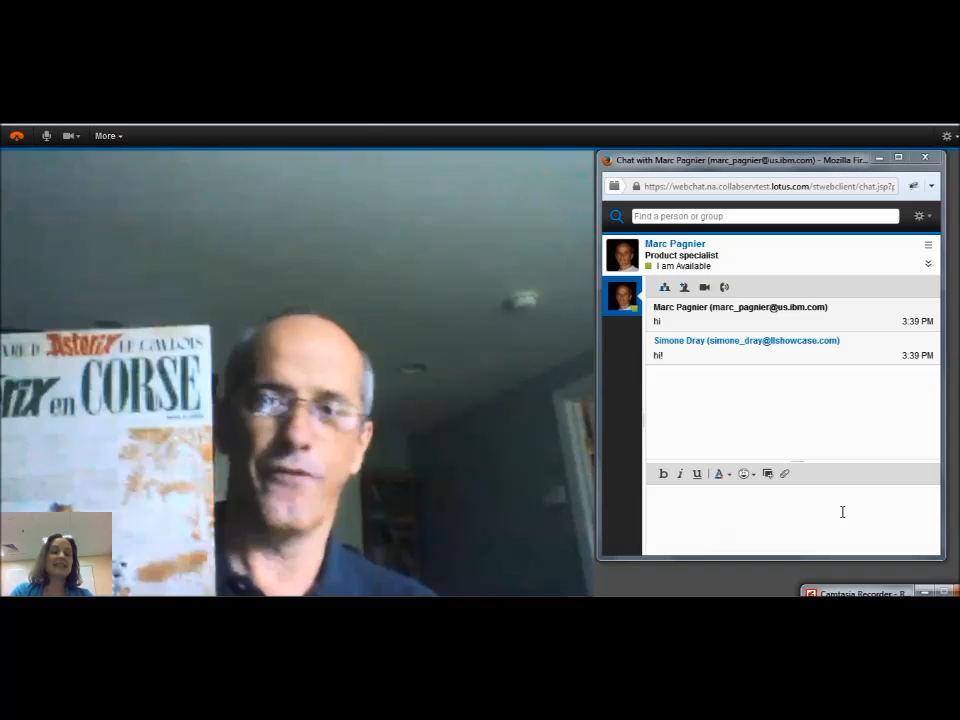 More
Chat with Marc Pagnier (marc_pagnier@us.ibm.com) - Mozilla Fir...
https://webchat.na.collabservtest.lotus.com/stwebclient/chat.jsp?
Find a person or group
Marc Pagnier
Product specialist
I am Available
Marc Pagnier (marc_pagnier@us.ibm.com)
hi 3:39 PM
Simone Dray (simone_dray@llshowcase.com)
hi! 3:39 PM
b i u A
Asterix LE GAULOIS
en CORSE
Camtasia Recorder - R...